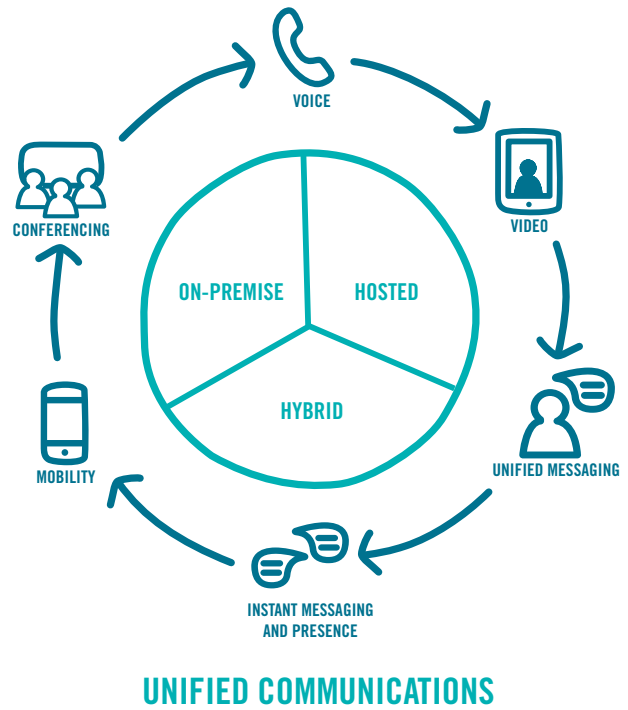 VOICE
VIDEO
CONFERENCING
ON-PREMISE
HOSTED
HYBRID
MOBILITY
UNIFIED MESSAGING
INSTANT MESSAGING
AND PRESENCE
UNIFIED COMMUNICATIONS